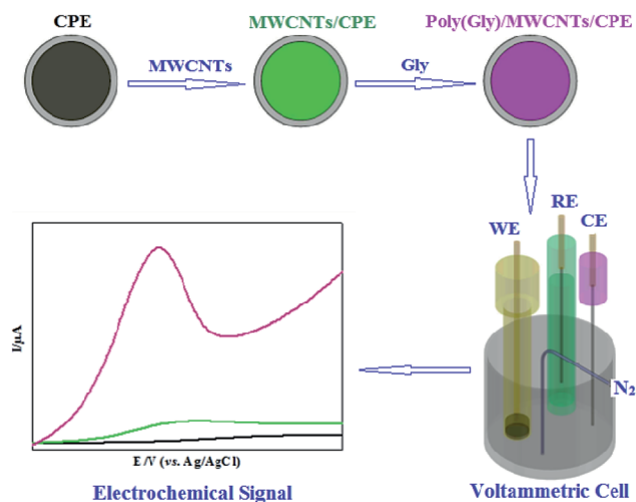 CPE
MWCNTs/CPE
Poly(Gly)/MWCNTs/CPE
MWCNTs
Gly
RE
WE
CE
N₂
I/µA
E/V (vs. Ag/AgCl)
Electrochemical Signal
Voltammetric Cell